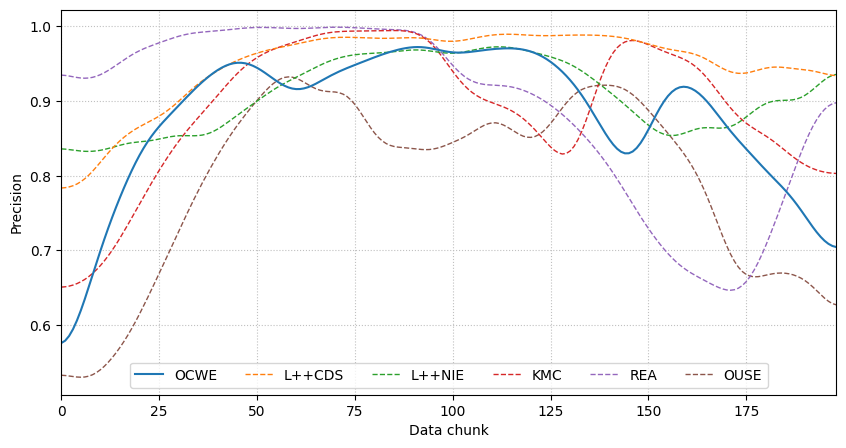 1.0
0.9
0.8
0.7
0.6
Precision
OCWE L++CDS L++NIE KMC REA OUSE
0 25 50 75 100 125 150 175
Data chunk